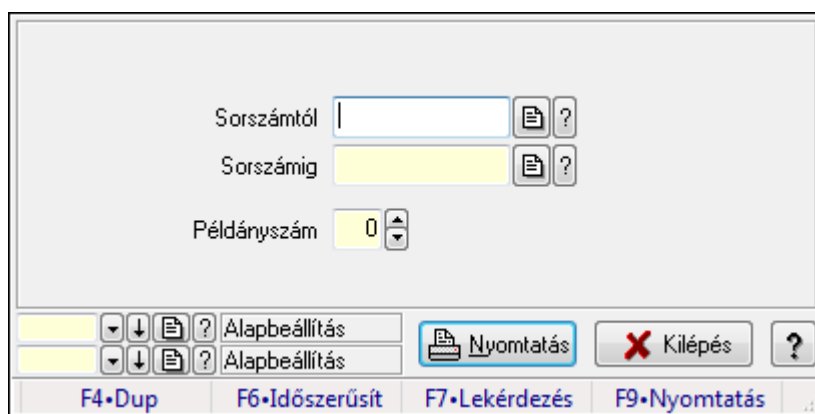 Sorszámtól ?
Sorszámig ?
Példányszám 0
? Alapbeállítás
? Alapbeállítás
Nyomtatás Kilépés ?
F4•Dup F6•Időszerűsít F7•Lekérdezés F9•Nyomtatás